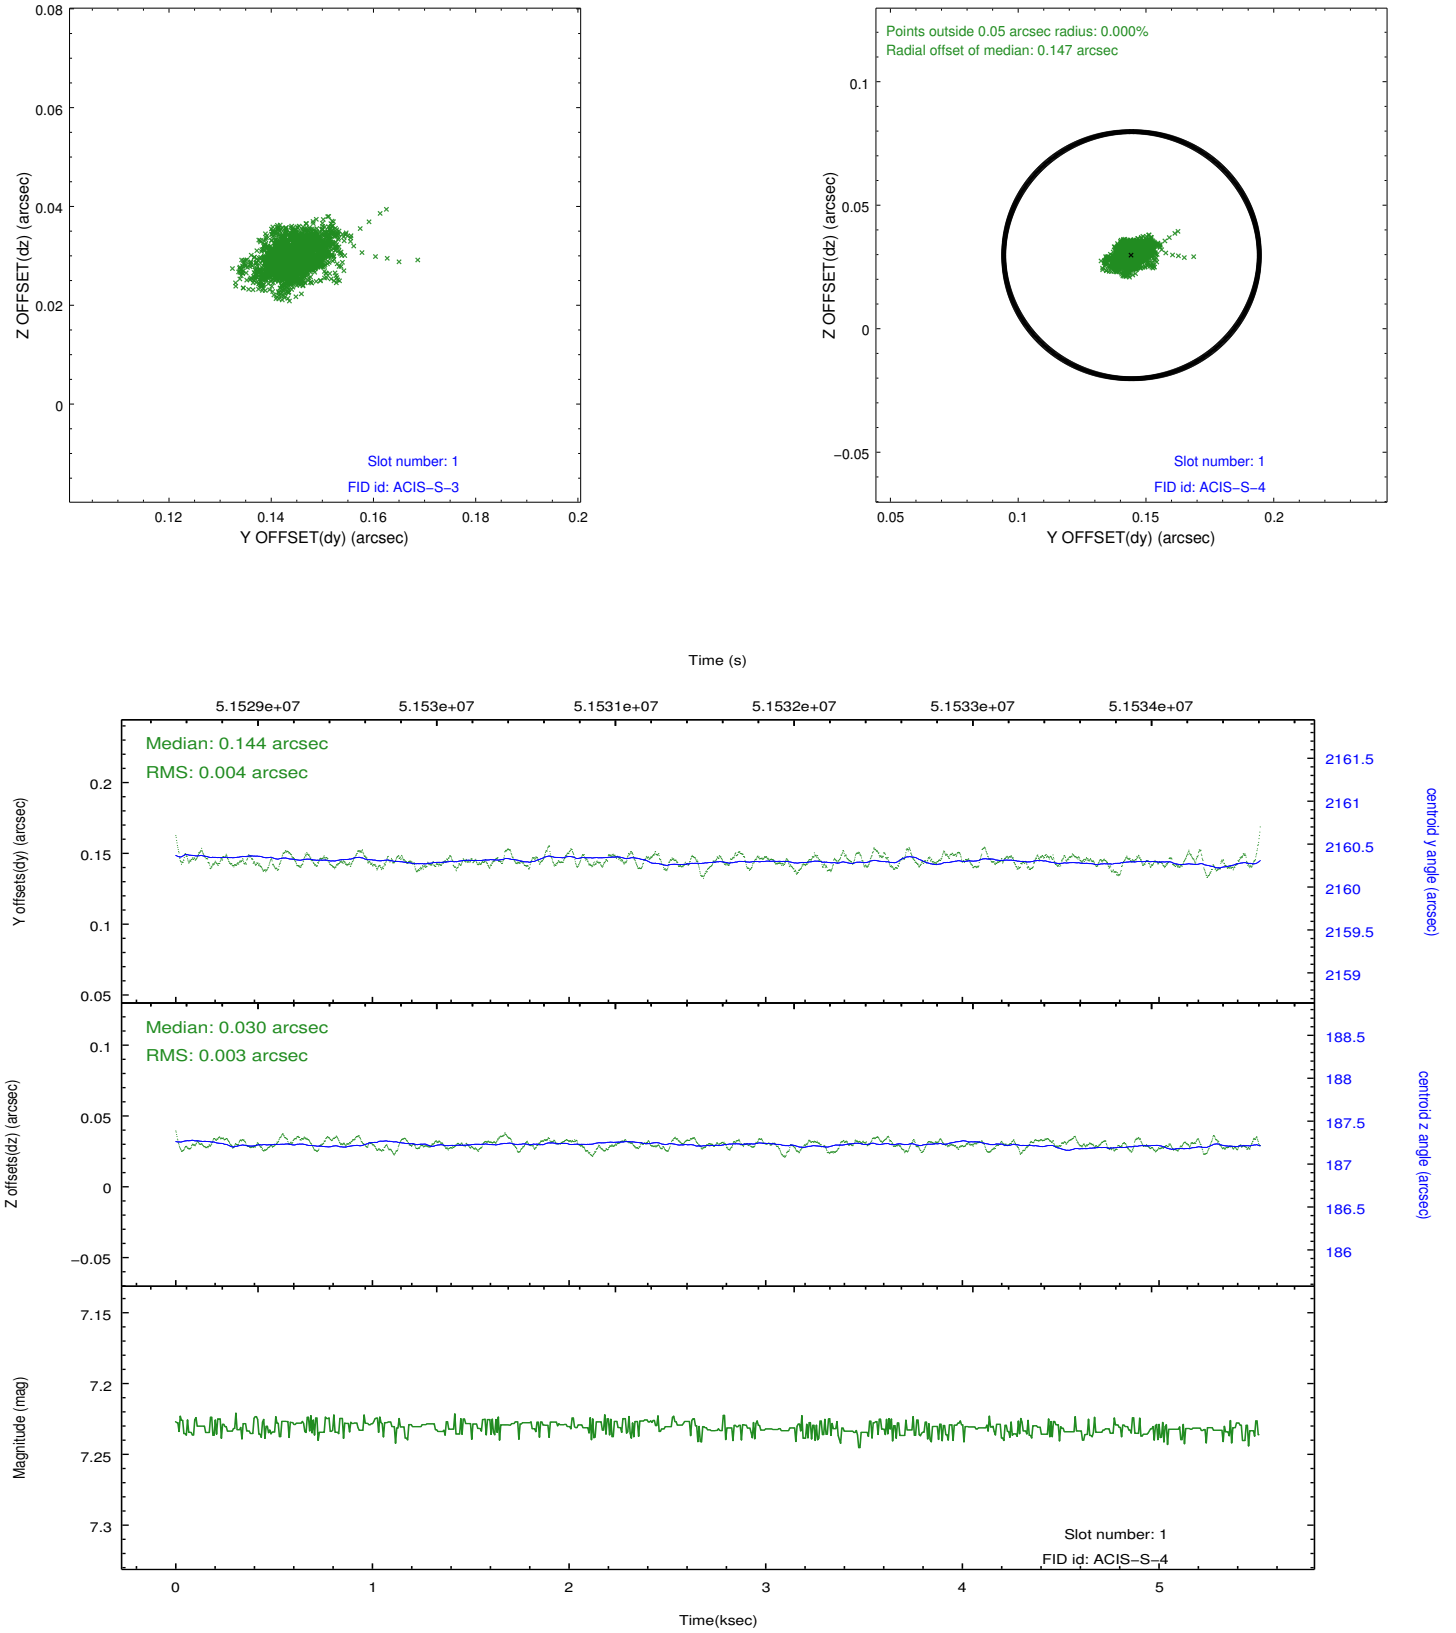 0.08
0.06
0.04
0.02
0
Z OFFSET(dz) (arcsec)
Slot number: 1
FID id: ACIS−S−3
0.12
0.14
0.16
0.18
0.2
Y OFFSET(dy) (arcsec)
Points outside 0.05 arcsec radius: 0.000%
Radial offset of median: 0.147 arcsec
0.1
0.05
0
−0.05
Z OFFSET(dz) (arcsec)
Slot number: 1
FID id: ACIS−S−4
0.05
0.1
0.15
0.2
Y OFFSET(dy) (arcsec)
Time (s)
5.1529e+07
5.153e+07
5.1531e+07
5.1532e+07
5.1533e+07
5.1534e+07
Median: 0.144 arcsec
RMS: 0.004 arcsec
0.2
0.15
0.1
0.05
Y offsets(dy) (arcsec)
2161.5
2161
2160.5
2160
2159.5
2159
centroid y angle (arcsec)
Median: 0.030 arcsec
RMS: 0.003 arcsec
0.1
0.05
0
−0.05
Z offsets(dz) (arcsec)
188.5
188
187.5
187
186.5
186
centroid z angle (arcsec)
7.15
7.2
7.25
7.3
Magnitude (mag)
Slot number: 1
FID id: ACIS−S−4
0
1
2
3
4
5
Time(ksec)